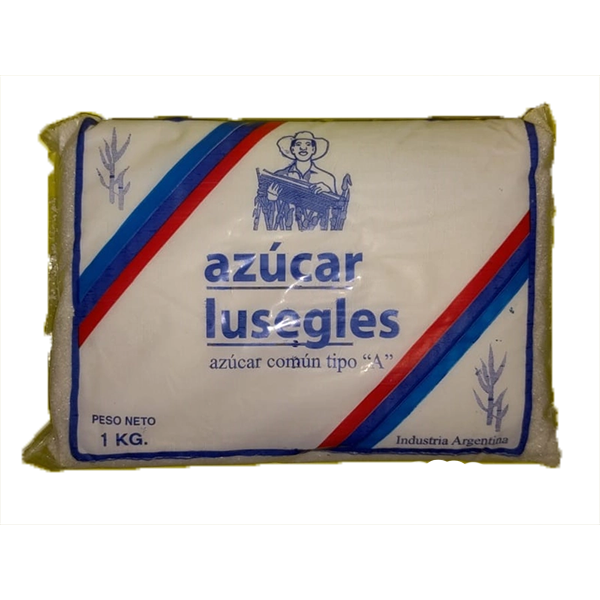 azúcar
lusegles
azúcar común tipo “A”
PESO NETO
1 KG.
Industria Argentina